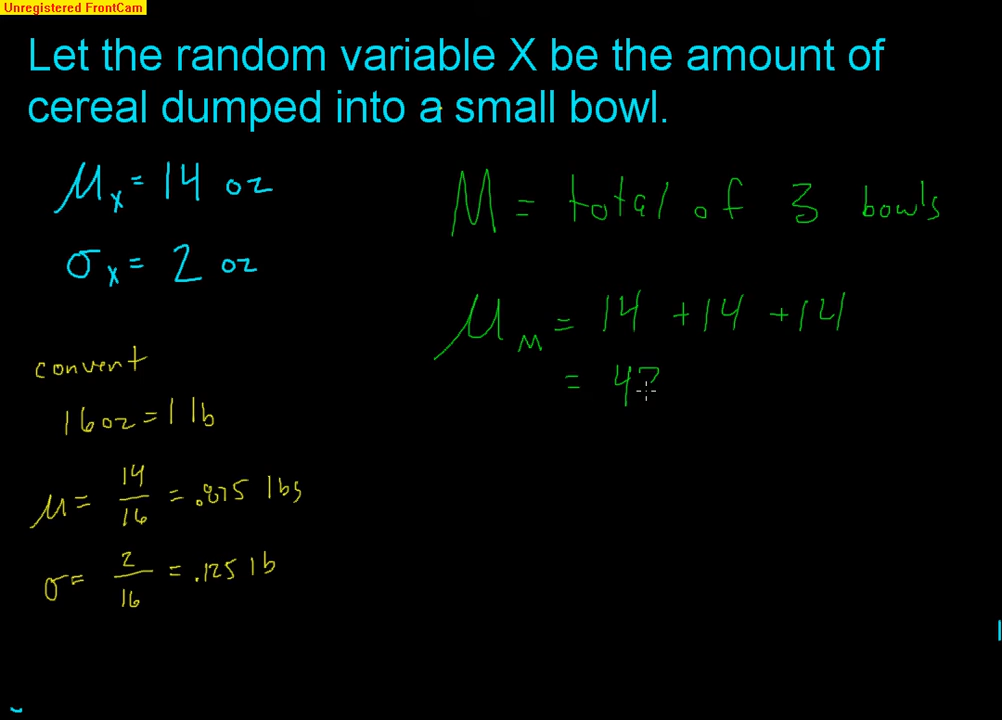 Unregistered FrontCam
Let the random variable X be the amount of
cereal dumped into a small bowl.
μx = 14 oz
σx = 2 oz
convert
16oz = 1 lb
μ = 14/16 = .875 lbs
σ = 2/16 = .125 lb
M = total of 3 bowls
μM = 14 + 14 + 14
= 42